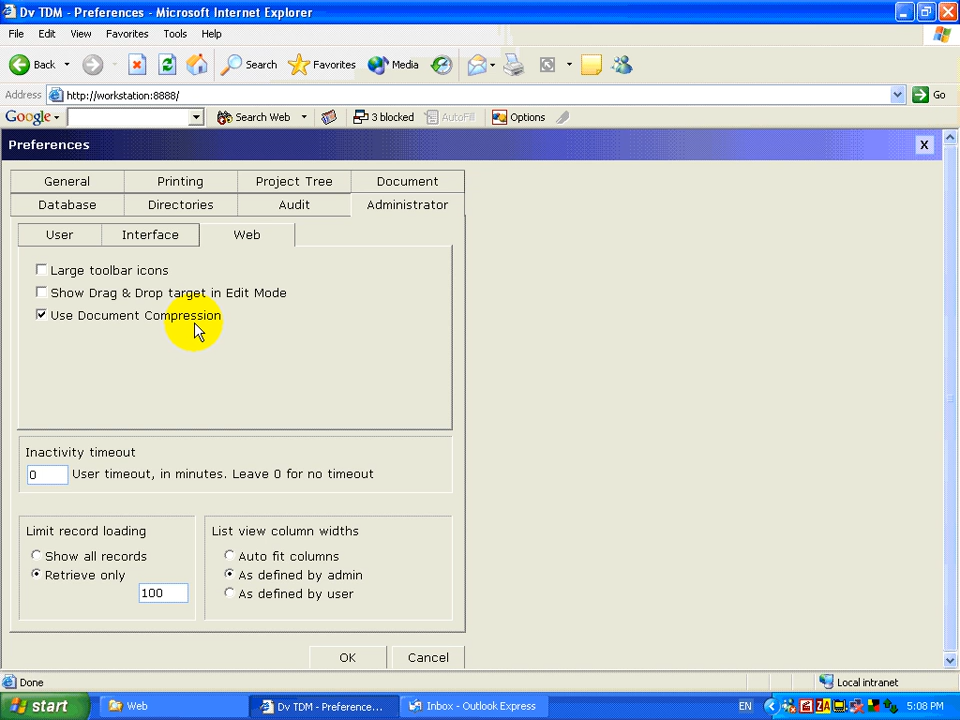 Dv TDM - Preferences - Microsoft Internet Explorer
File Edit View Favorites Tools Help
Back Search Favorites Media
Address http://workstation:8888/ Go
Google Search Web 3 blocked AutoFill Options
Preferences X
General Printing Project Tree Document
Database Directories Audit Administrator
User Interface Web
Large toolbar icons
Show Drag & Drop target in Edit Mode
Use Document Compression
Inactivity timeout
0 User timeout, in minutes. Leave 0 for no timeout
Limit record loading List view column widths
Show all records Auto fit columns
Retrieve only As defined by admin
100 As defined by user
OK Cancel
Done Local intranet
start Web Dv TDM - Preference... Inbox - Outlook Express EN 5:08 PM